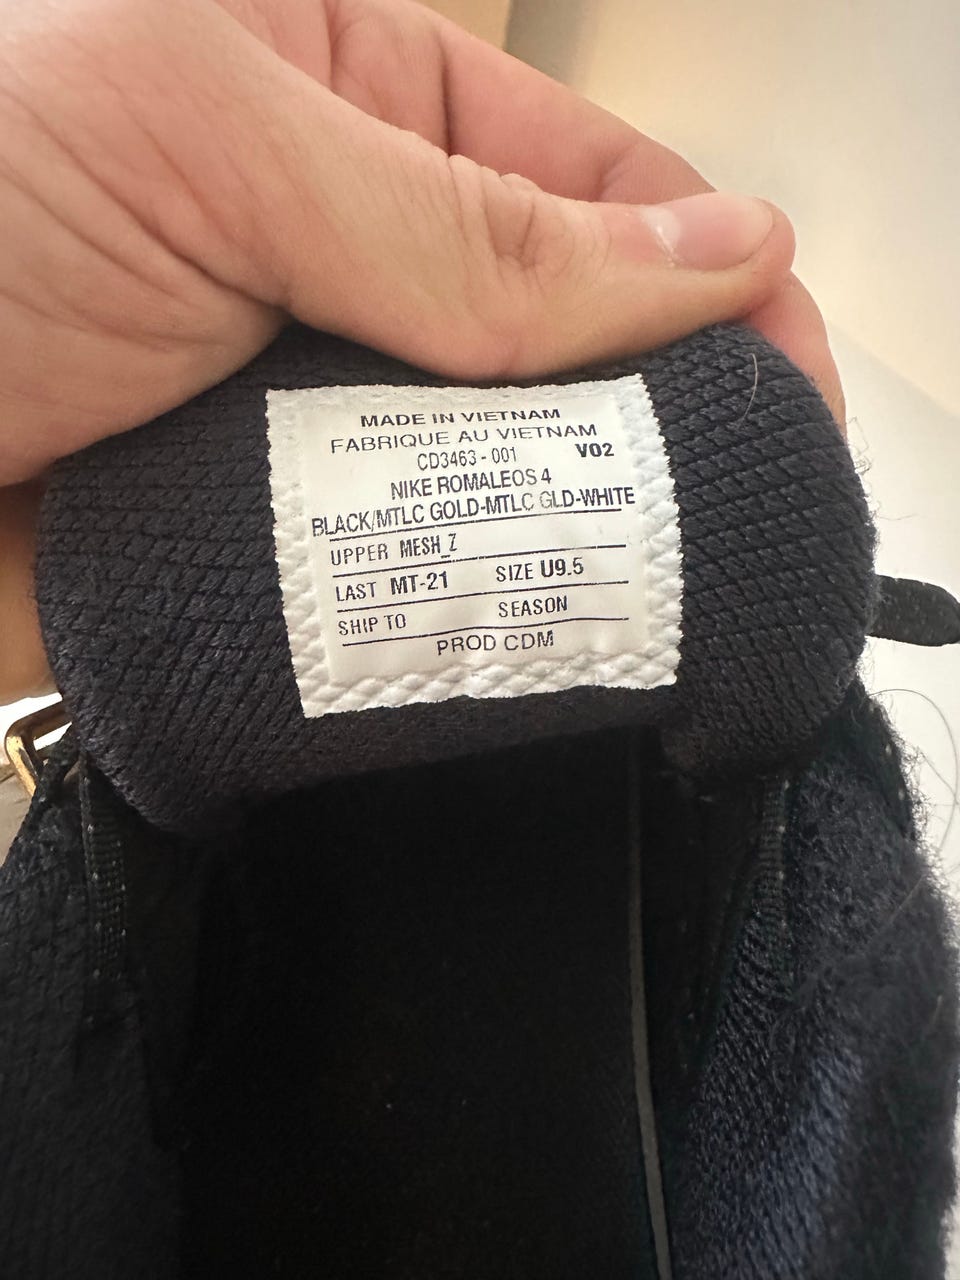 MADE IN VIETNAM
FABRIQUE AU VIETNAM
CD3463 - 001 V02
NIKE ROMALEOS 4
BLACK/MTLC GOLD-MTLC GLD-WHITE
UPPER MESH_Z
LAST MT-21 SIZE U9.5
SHIP TO SEASON
PROD CDM